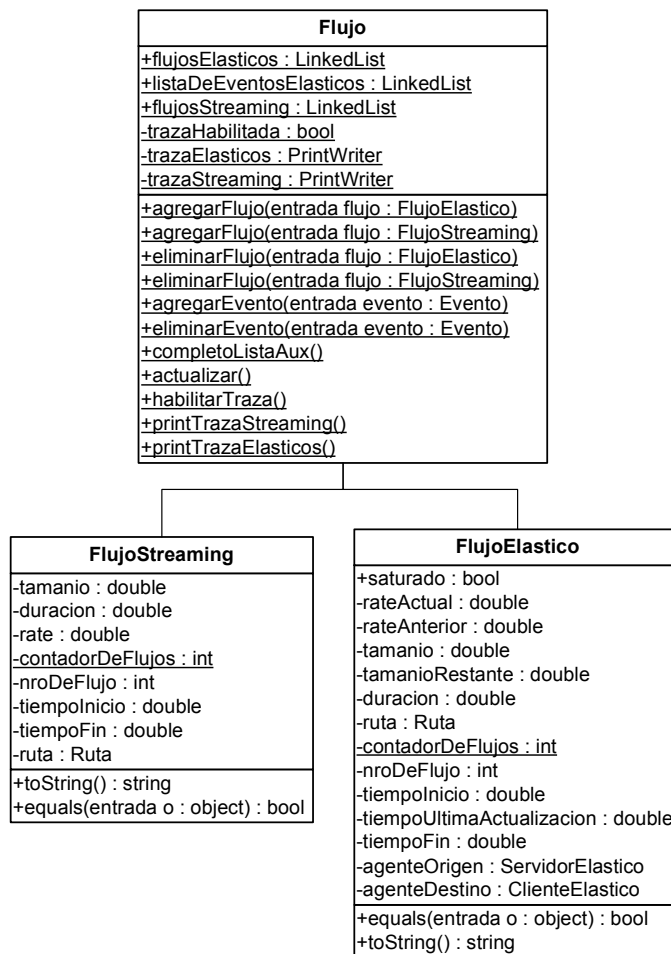 Flujo
+flujosElasticos : LinkedList
+listaDeEventosElasticos : LinkedList
+flujosStreaming : LinkedList
-trazaHabilitada : bool
-trazaElasticos : PrintWriter
-trazaStreaming : PrintWriter
+agregarFlujo(entrada flujo : FlujoElastico)
+agregarFlujo(entrada flujo : FlujoStreaming)
+eliminarFlujo(entrada flujo : FlujoElastico)
+eliminarFlujo(entrada flujo : FlujoStreaming)
+agregarEvento(entrada evento : Evento)
+eliminarEvento(entrada evento : Evento)
+completoListaAux()
+actualizar()
+habilitarTraza()
+printTrazaStreaming()
+printTrazaElasticos()
FlujoStreaming
-tamanio : double
-duracion : double
-rate : double
-contadorDeFlujos : int
-nroDeFlujo : int
-tiempoInicio : double
-tiempoFin : double
-ruta : Ruta
+toString() : string
+equals(entrada o : object) : bool
FlujoElastico
+saturado : bool
-rateActual : double
-rateAnterior : double
-tamanio : double
-tamanioRestante : double
-duracion : double
-ruta : Ruta
-contadorDeFlujos : int
-nroDeFlujo : int
-tiempoInicio : double
-tiempoUltimaActualizacion : double
-tiempoFin : double
-agenteOrigen : ServidorElastico
-agenteDestino : ClienteElastico
+equals(entrada o : object) : bool
+toString() : string